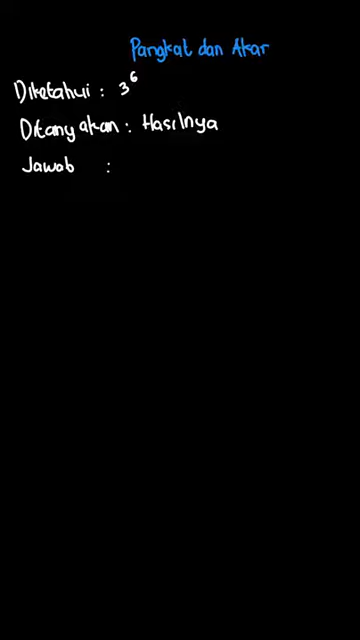 Pangkat dan Akar
Diketahui : 3⁶
Ditanyakan : Hasilnya
Jawab :